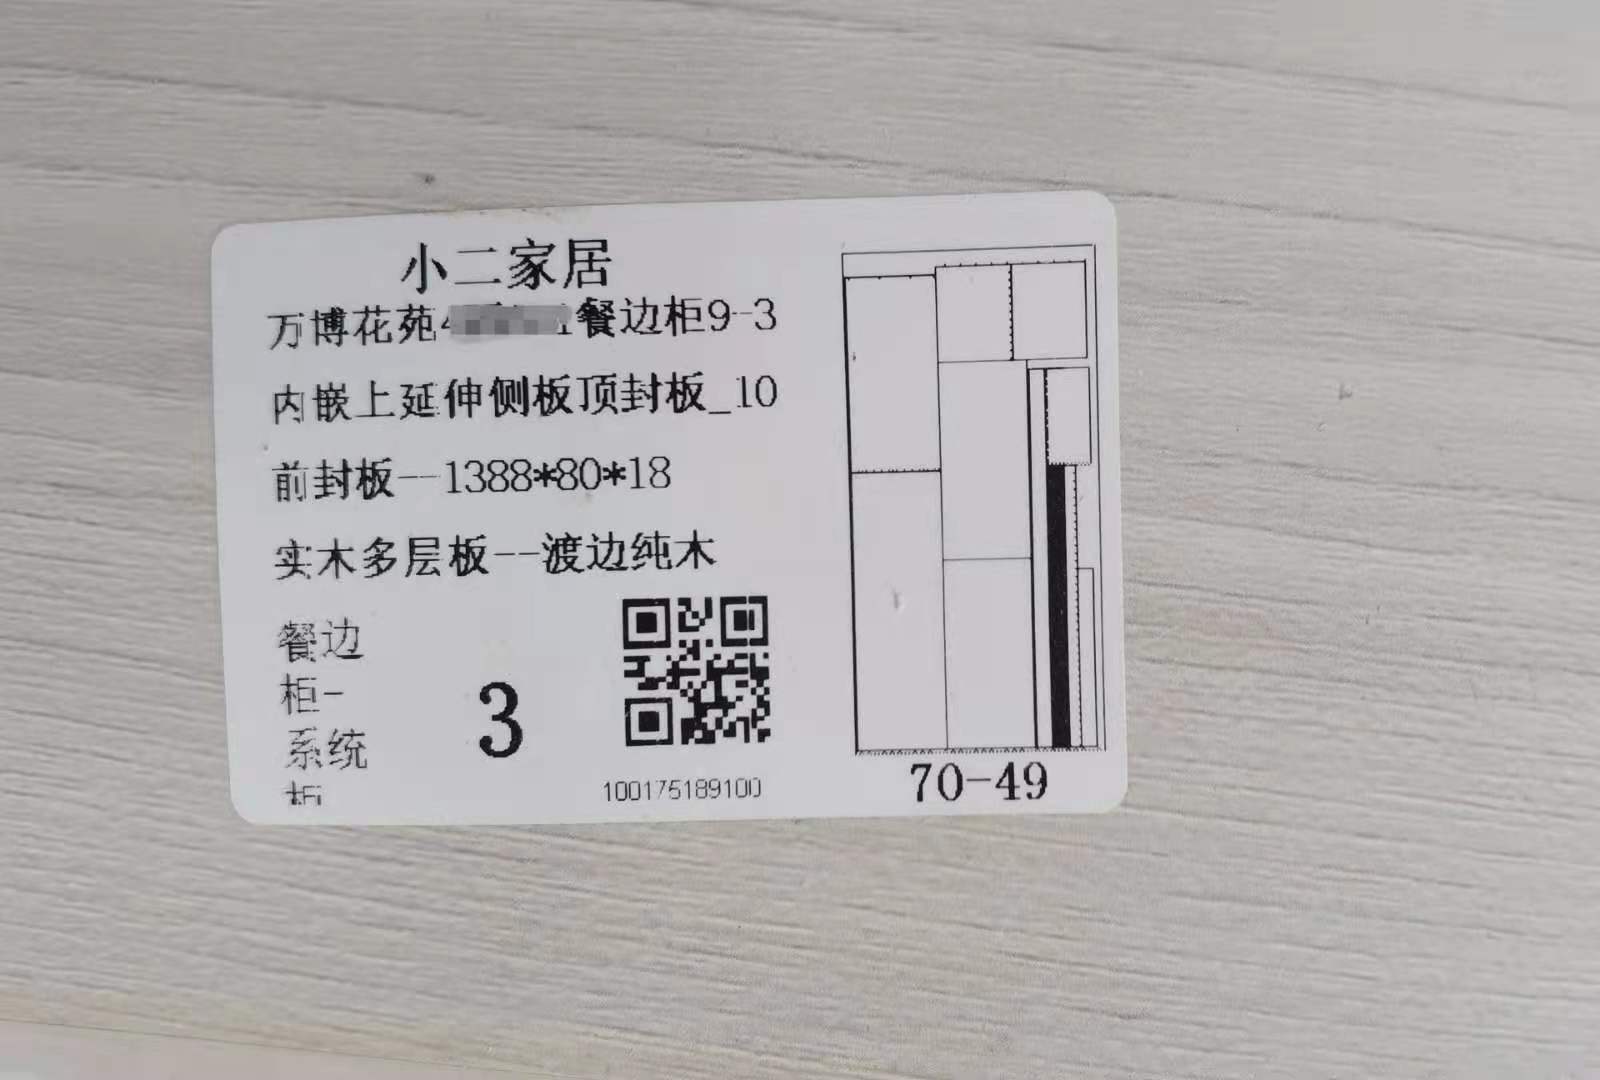 小二家居
万博花苑 餐边柜9-3
内嵌上延伸侧板顶封板_10
前封板--1388*80*18
实木多层板--渡边纯木
餐边
柜-
系统
3
100175189100
70-49